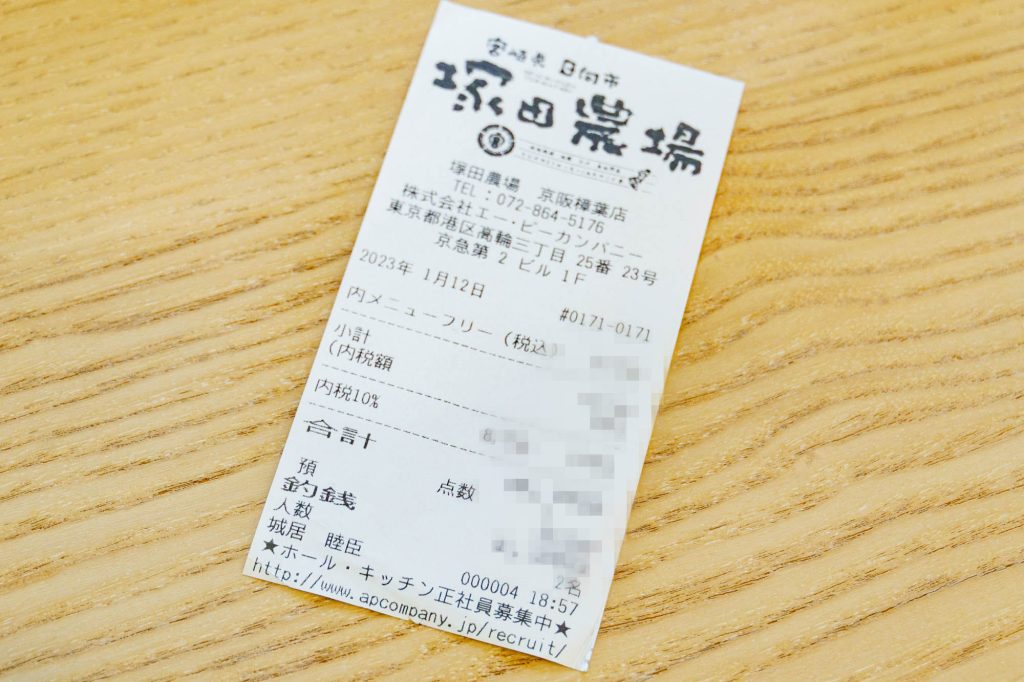 宮崎県 日向市
塚田農場
塚田農場 京阪樟葉店
TEL：072-864-5176
株式会社エー・ピーカンパニー
東京都港区高輪三丁目 25番 23号
京急第 2 ビル 1F
2023年 1月12日 #0171-0171
内メニューフリー (税込)
小計
(内税額
内税10%
合計
預 点数
釣銭
人数 2名
城居 睦臣 000004 18:57
★ホール・キッチン正社員募集中★
http://www.apcompany.jp/recruit/